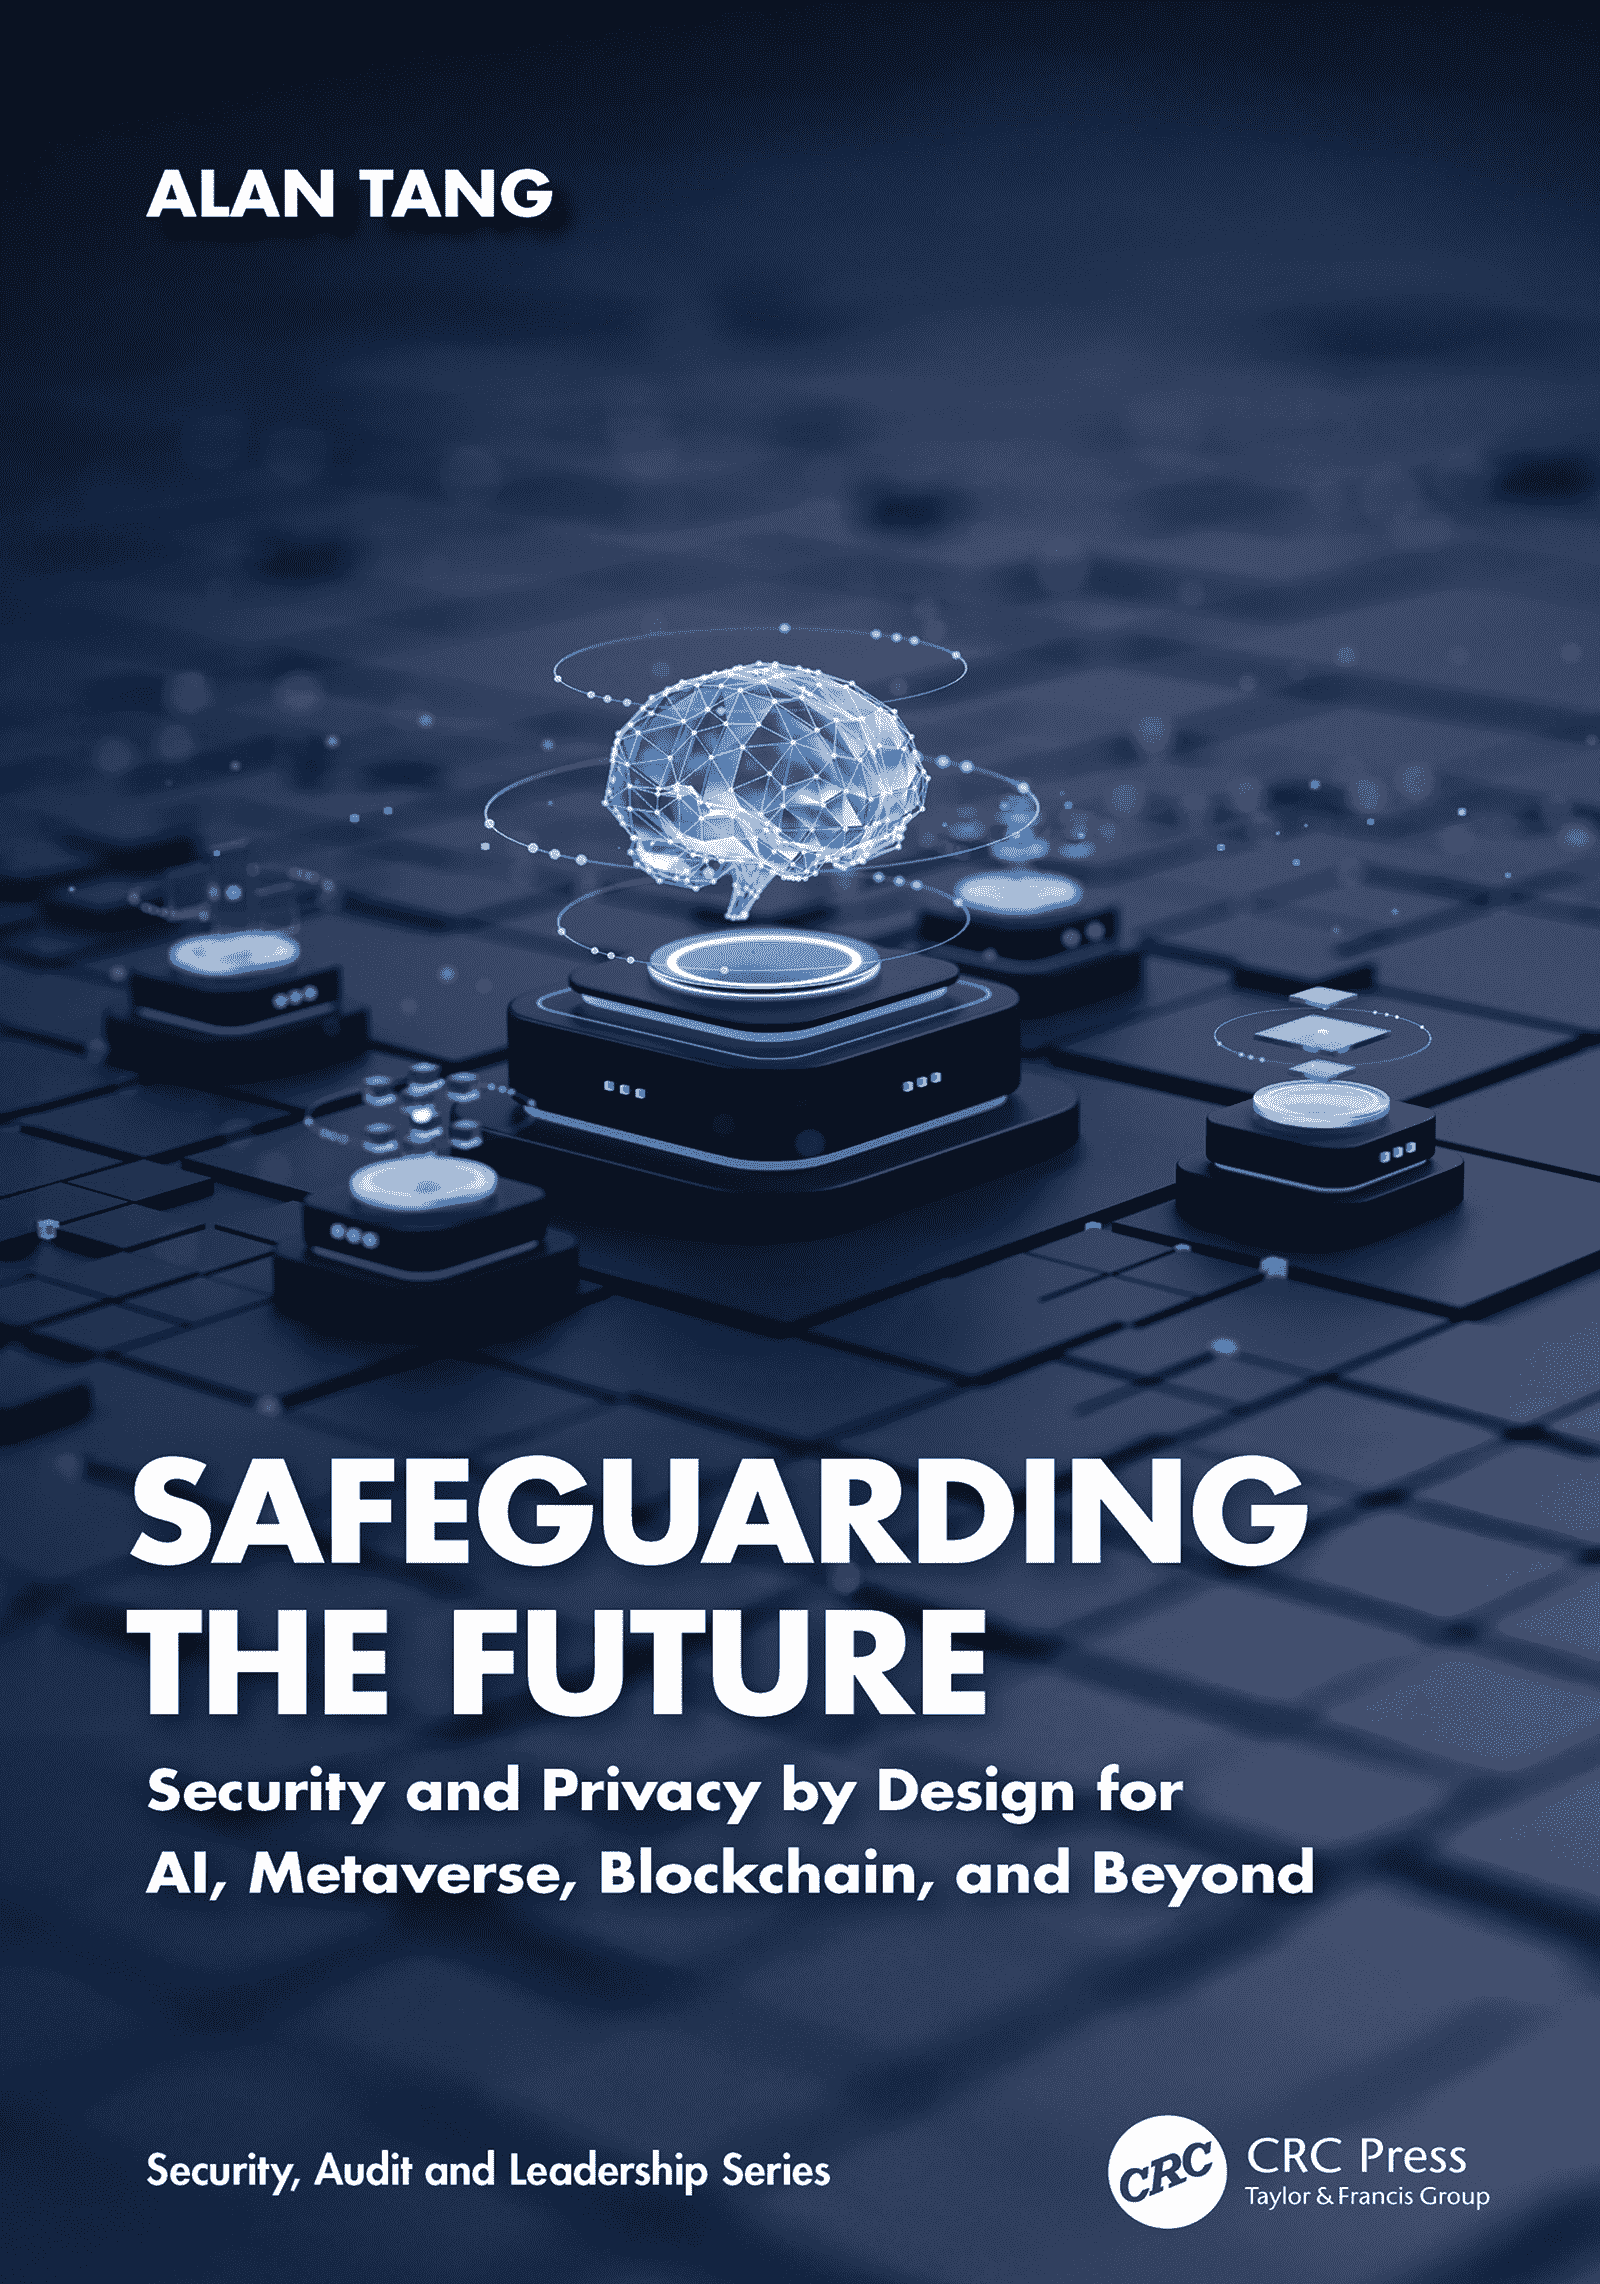 ALAN TANG
SAFEGUARDING
THE FUTURE
Security and Privacy by Design for
AI, Metaverse, Blockchain, and Beyond
Security, Audit and Leadership Series
CRC
CRC Press
Taylor & Francis Group